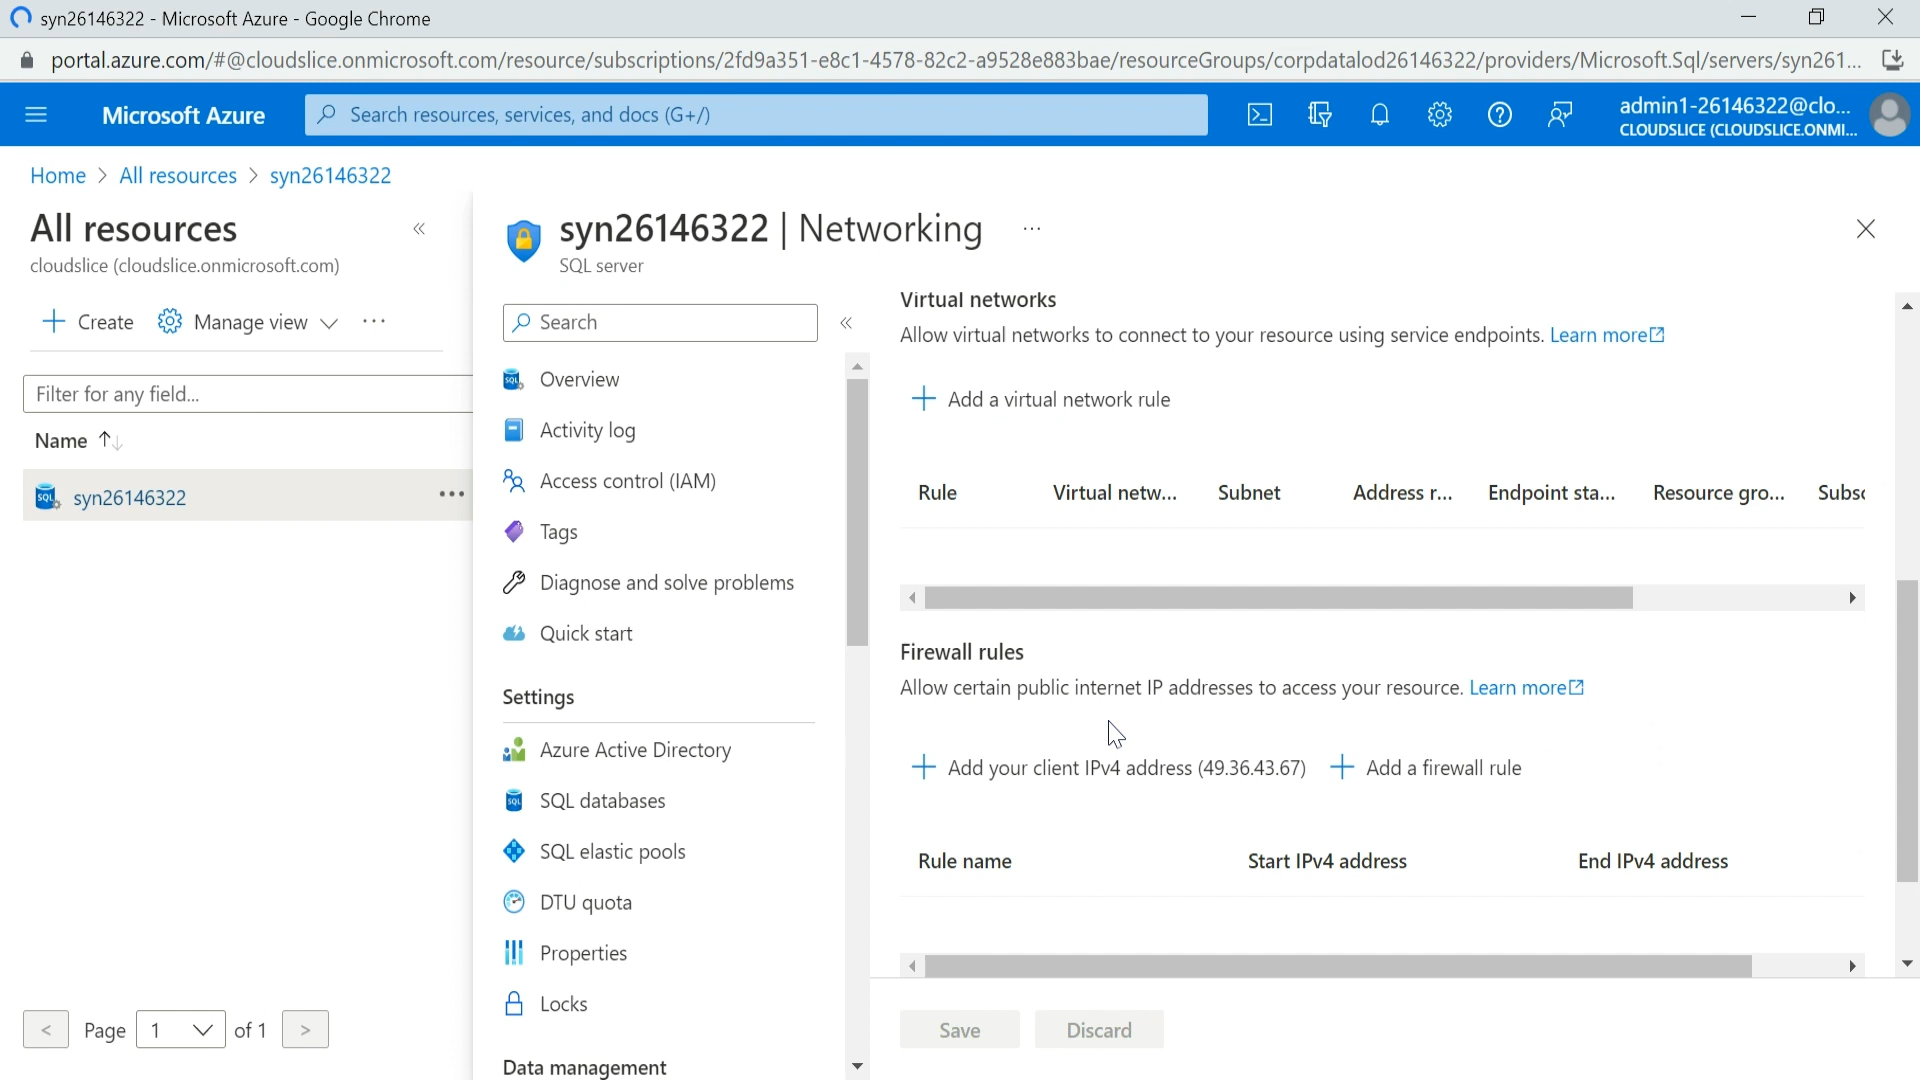 syn26146322 - Microsoft Azure - Google Chrome
portal.azure.com/#@cloudslice.onmicrosoft.com/resource/subscriptions/2fd9a351-e8c1-4578-82c2-a9528e883bae/resourceGroups/corpdatalod26146322/providers/Microsoft.Sql/servers/syn261...
Microsoft Azure
Search resources, services, and docs (G+/)
admin1-26146322@clo...
CLOUDSLICE (CLOUDSLICE.ONMI...
Home > All resources > syn26146322
All resources
cloudslice (cloudslice.onmicrosoft.com)
Create
Manage view
Filter for any field...
Name
syn26146322
Page 1 of 1
syn26146322 | Networking
SQL server
Search
Overview
Activity log
Access control (IAM)
Tags
Diagnose and solve problems
Quick start
Settings
Azure Active Directory
SQL databases
SQL elastic pools
DTU quota
Properties
Locks
Data management
Virtual networks
Allow virtual networks to connect to your resource using service endpoints. Learn more
Add a virtual network rule
Rule Virtual netw... Subnet Address r... Endpoint sta... Resource gro... Subsc
Firewall rules
Allow certain public internet IP addresses to access your resource. Learn more
Add your client IPv4 address (49.36.43.67) Add a firewall rule
Rule name Start IPv4 address End IPv4 address
Save Discard